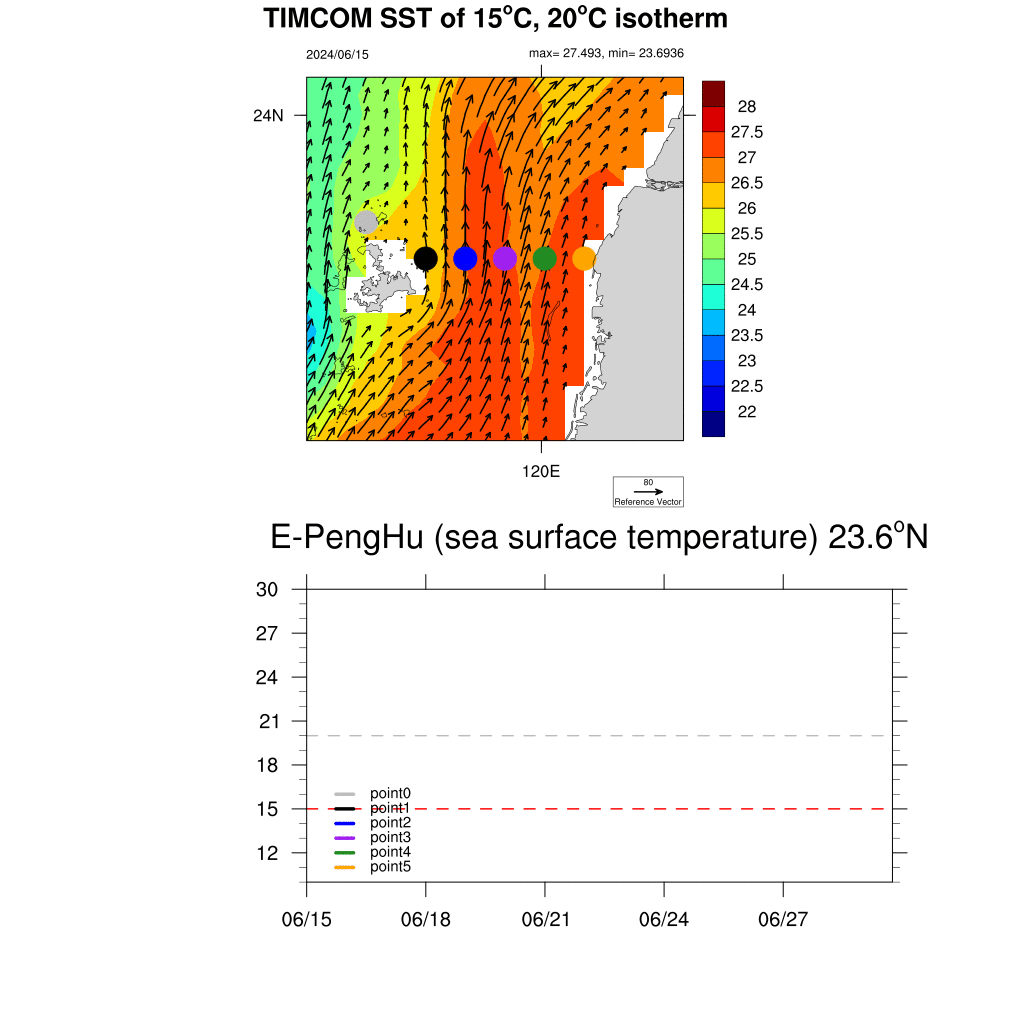 TIMCOM SST of 15°C, 20°C isotherm
2024/06/15
max= 27.493, min= 23.6936
24N
120E
28
27.5
27
26.5
26
25.5
25
24.5
24
23.5
23
22.5
22
80
Reference Vector
E-PengHu (sea surface temperature) 23.6°N
30
27
24
21
18
15
12
point0
point1
point2
point3
point4
point5
06/15
06/18
06/21
06/24
06/27